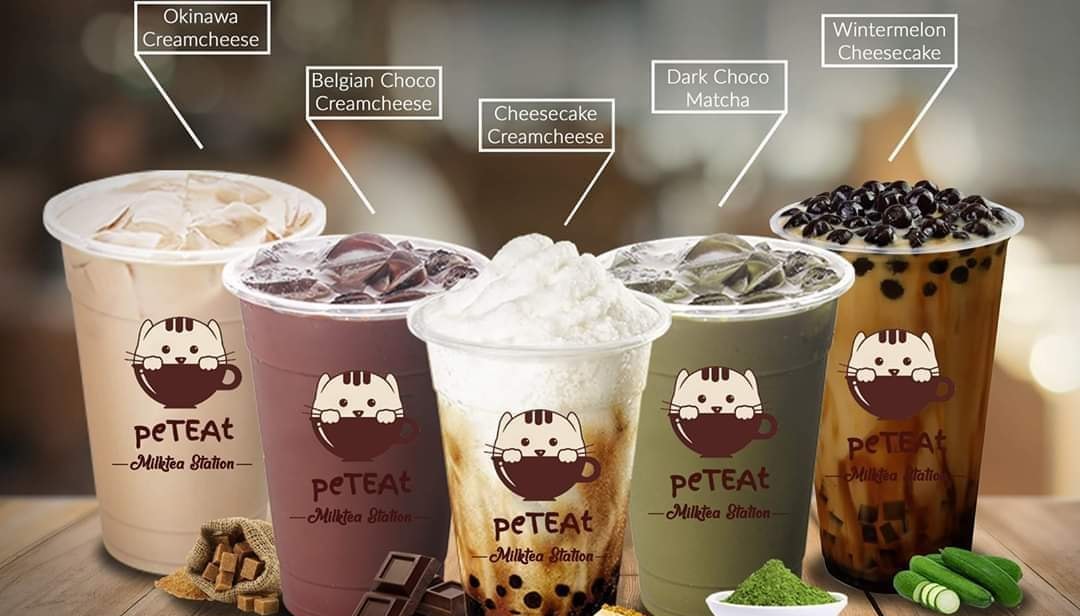 Okinawa
Creamcheese
Belgian Choco
Creamcheese
Cheesecake
Creamcheese
Dark Choco
Matcha
Wintermelon
Cheesecake
peTEAt
Milktea Station
peTEAt
Milktea Station
peTEAt
Milktea Station
peTEAt
Milktea Station
peTEAt
Milktea Station